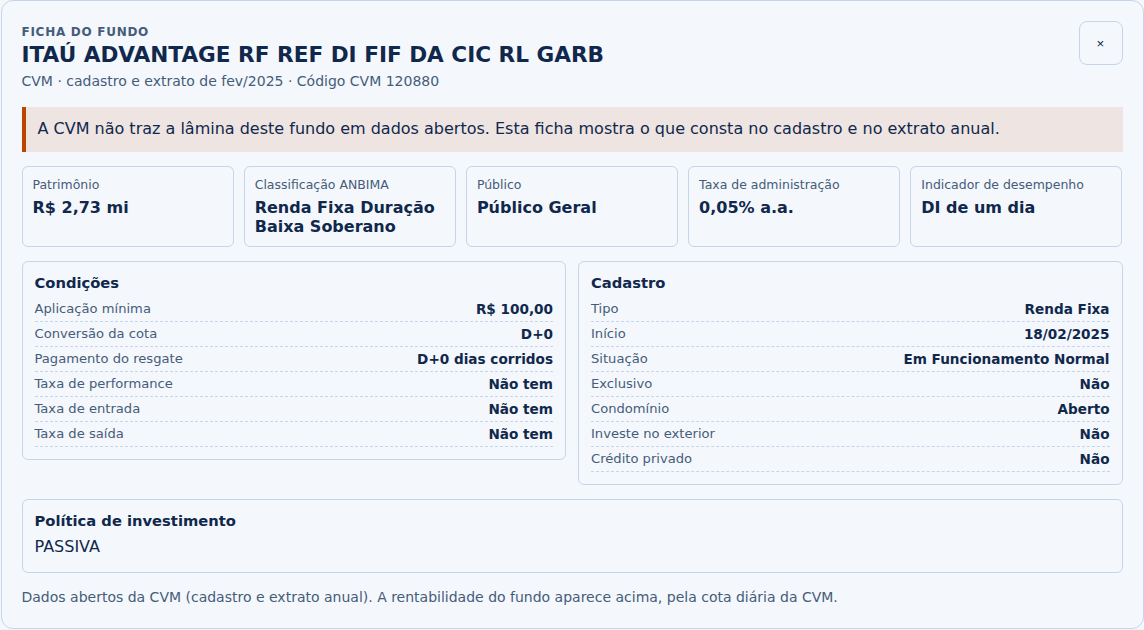 FICHA DO FUNDO
ITAÚ ADVANTAGE RF REF DI FIF DA CIC RL GARB
×
CVM · cadastro e extrato de fev/2025 · Código CVM 120880
A CVM não traz a lâmina deste fundo em dados abertos. Esta ficha mostra o que consta no cadastro e no extrato anual.
Patrimônio
R$ 2,73 mi
Classificação ANBIMA
Renda Fixa Duração
Baixa Soberano
Público
Público Geral
Taxa de administração
0,05% a.a.
Indicador de desempenho
DI de um dia
Condições
Aplicação mínima R$ 100,00
Conversão da cota D+0
Pagamento do resgate D+0 dias corridos
Taxa de performance Não tem
Taxa de entrada Não tem
Taxa de saída Não tem
Cadastro
Tipo Renda Fixa
Início 18/02/2025
Situação Em Funcionamento Normal
Exclusivo Não
Condomínio Aberto
Investe no exterior Não
Crédito privado Não
Política de investimento
PASSIVA
Dados abertos da CVM (cadastro e extrato anual). A rentabilidade do fundo aparece acima, pela cota diária da CVM.